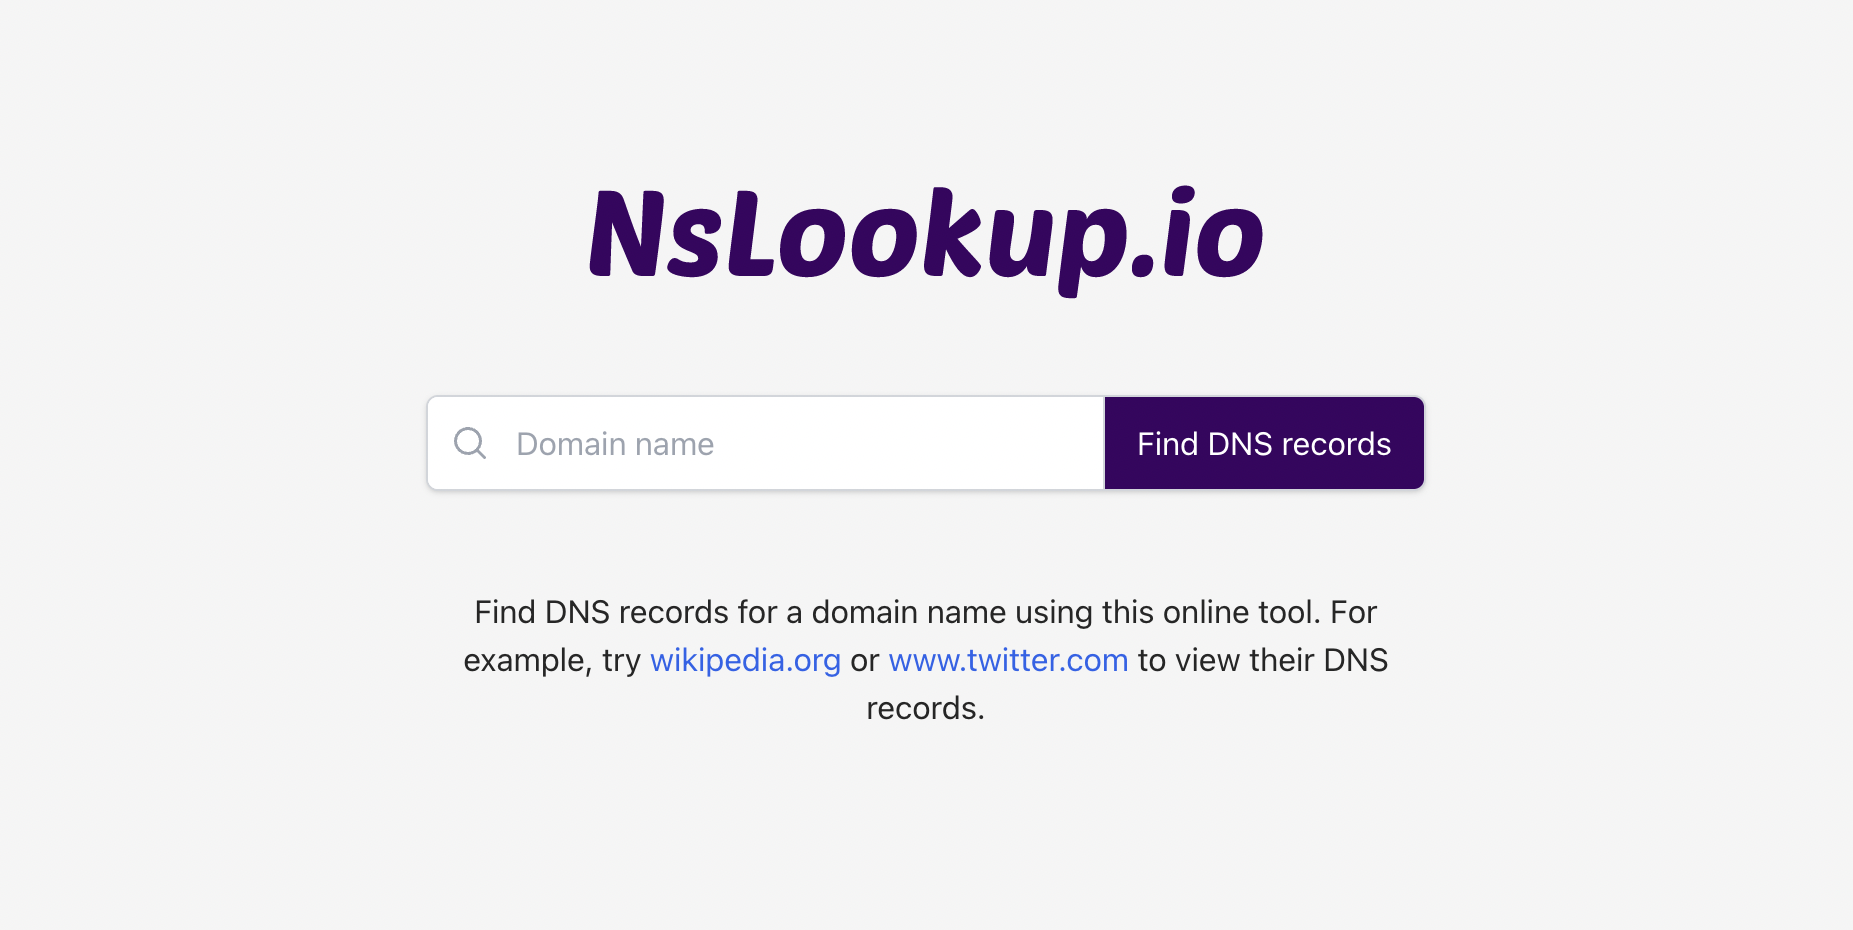 NsLookup.io
Domain name
Find DNS records
Find DNS records for a domain name using this online tool. For
example, try wikipedia.org or www.twitter.com to view their DNS
records.